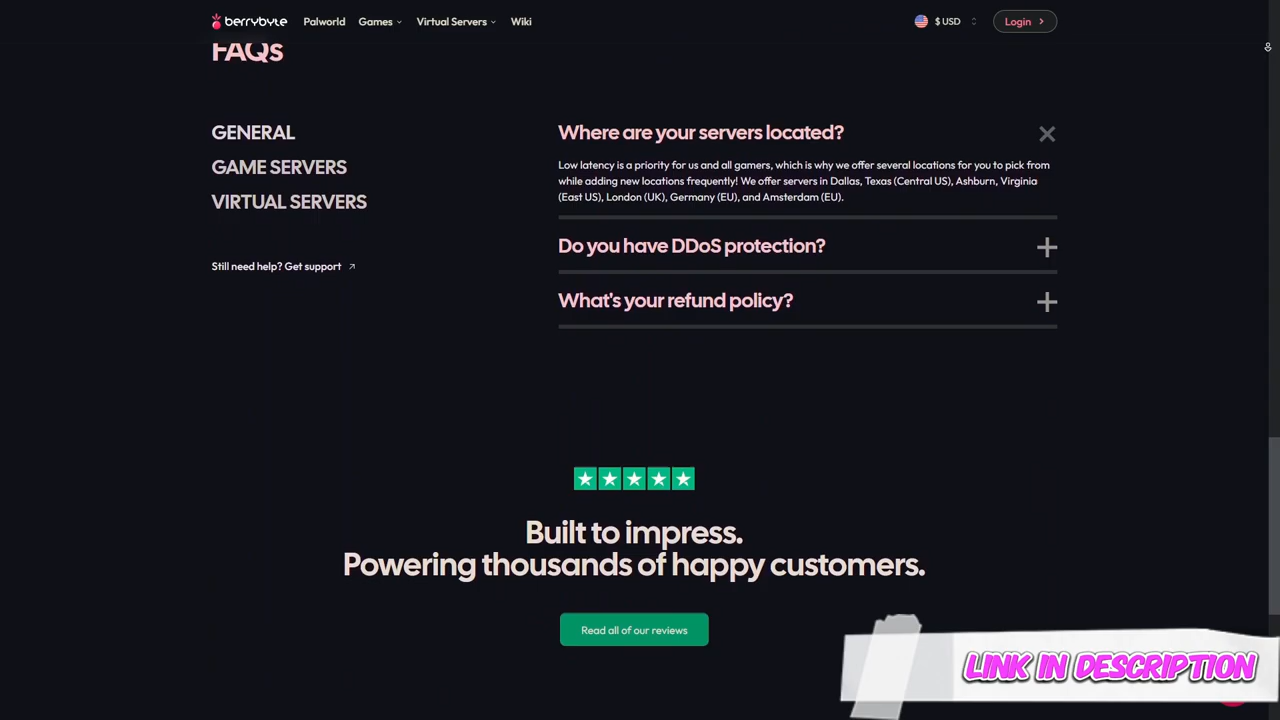 berrybyte Palworld Games Virtual Servers Wiki $ USD Login
FAQs
GENERAL
GAME SERVERS
VIRTUAL SERVERS
Still need help? Get support
Where are your servers located?
Low latency is a priority for us and all gamers, which is why we offer several locations for you to pick from
while adding new locations frequently! We offer servers in Dallas, Texas (Central US), Ashburn, Virginia
(East US), London (UK), Germany (EU), and Amsterdam (EU).
Do you have DDoS protection?
What's your refund policy?
Built to impress.
Powering thousands of happy customers.
Read all of our reviews
LINK IN DESCRIPTION